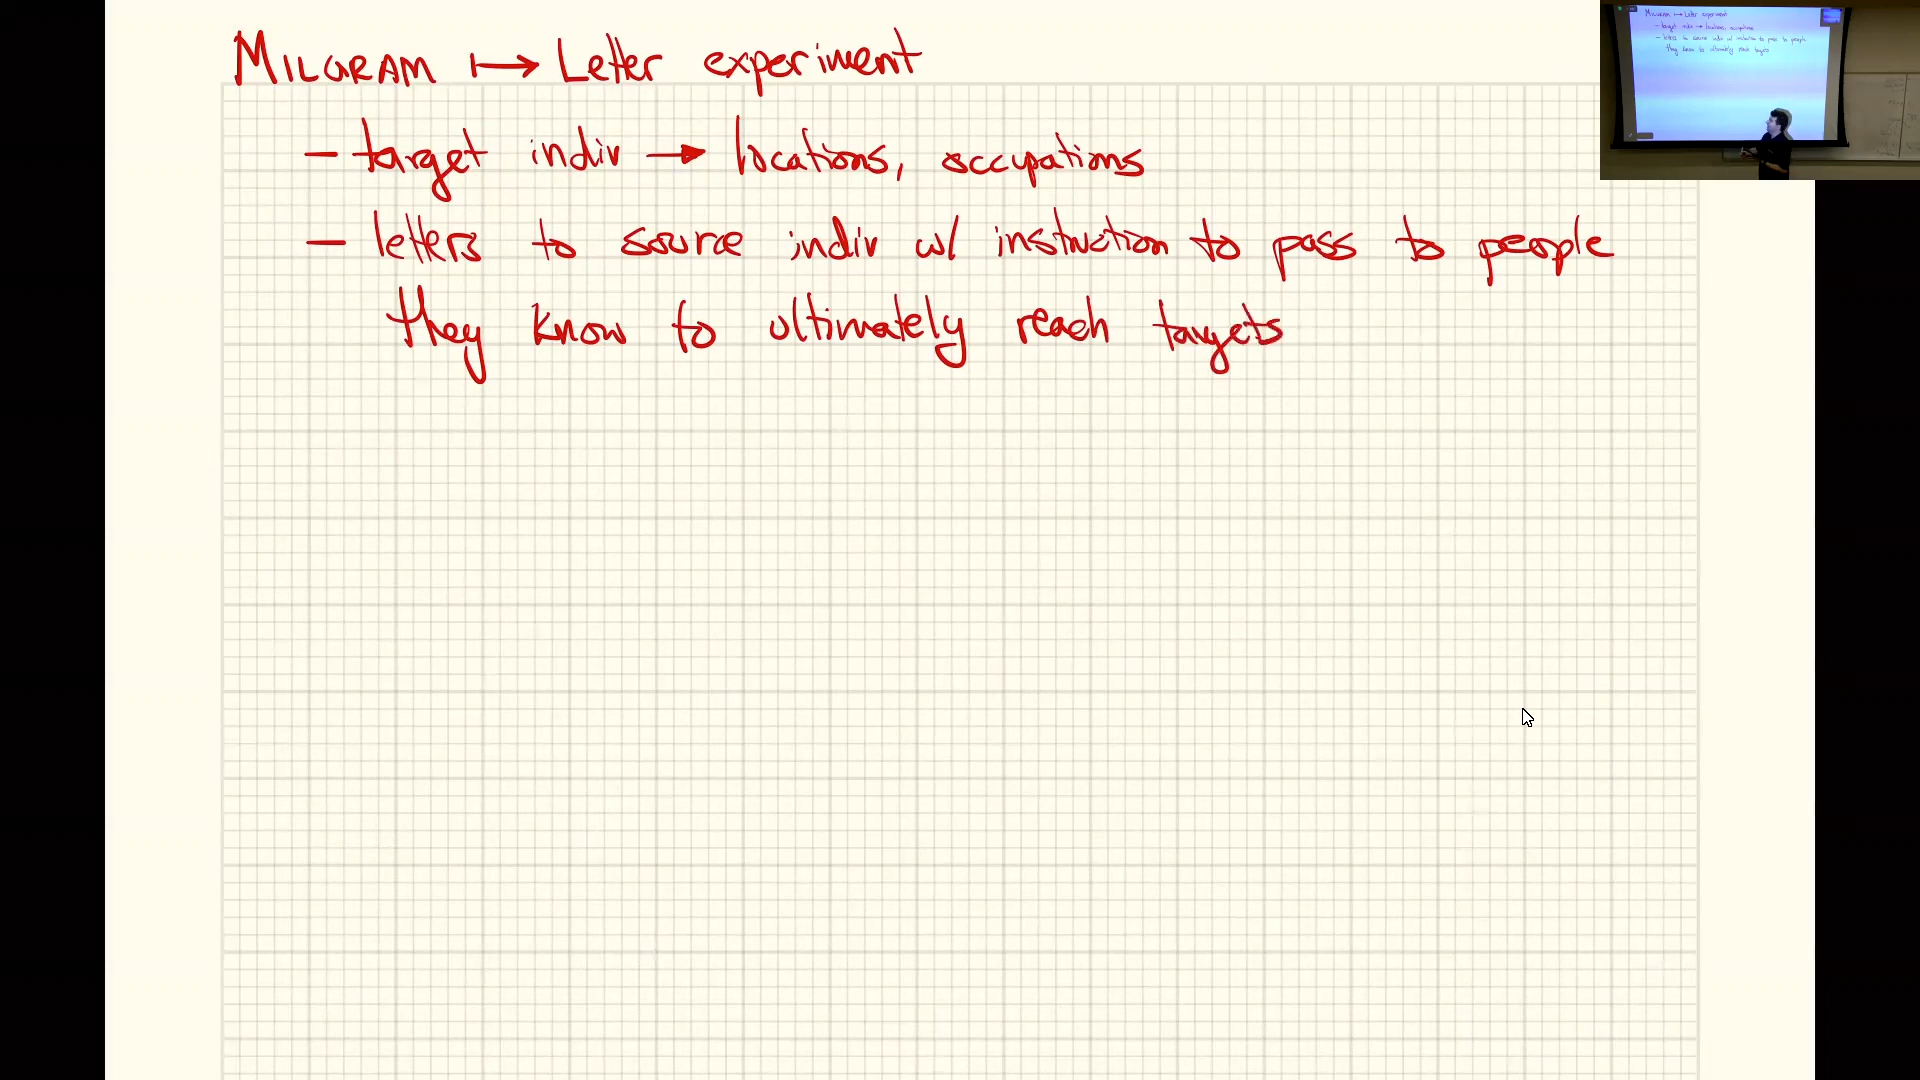 MILGRAM ↦ Letter experiment
- target indiv → locations, occupations
- letters to source indiv w/ instruction to pass to people
they know to ultimately reach targets